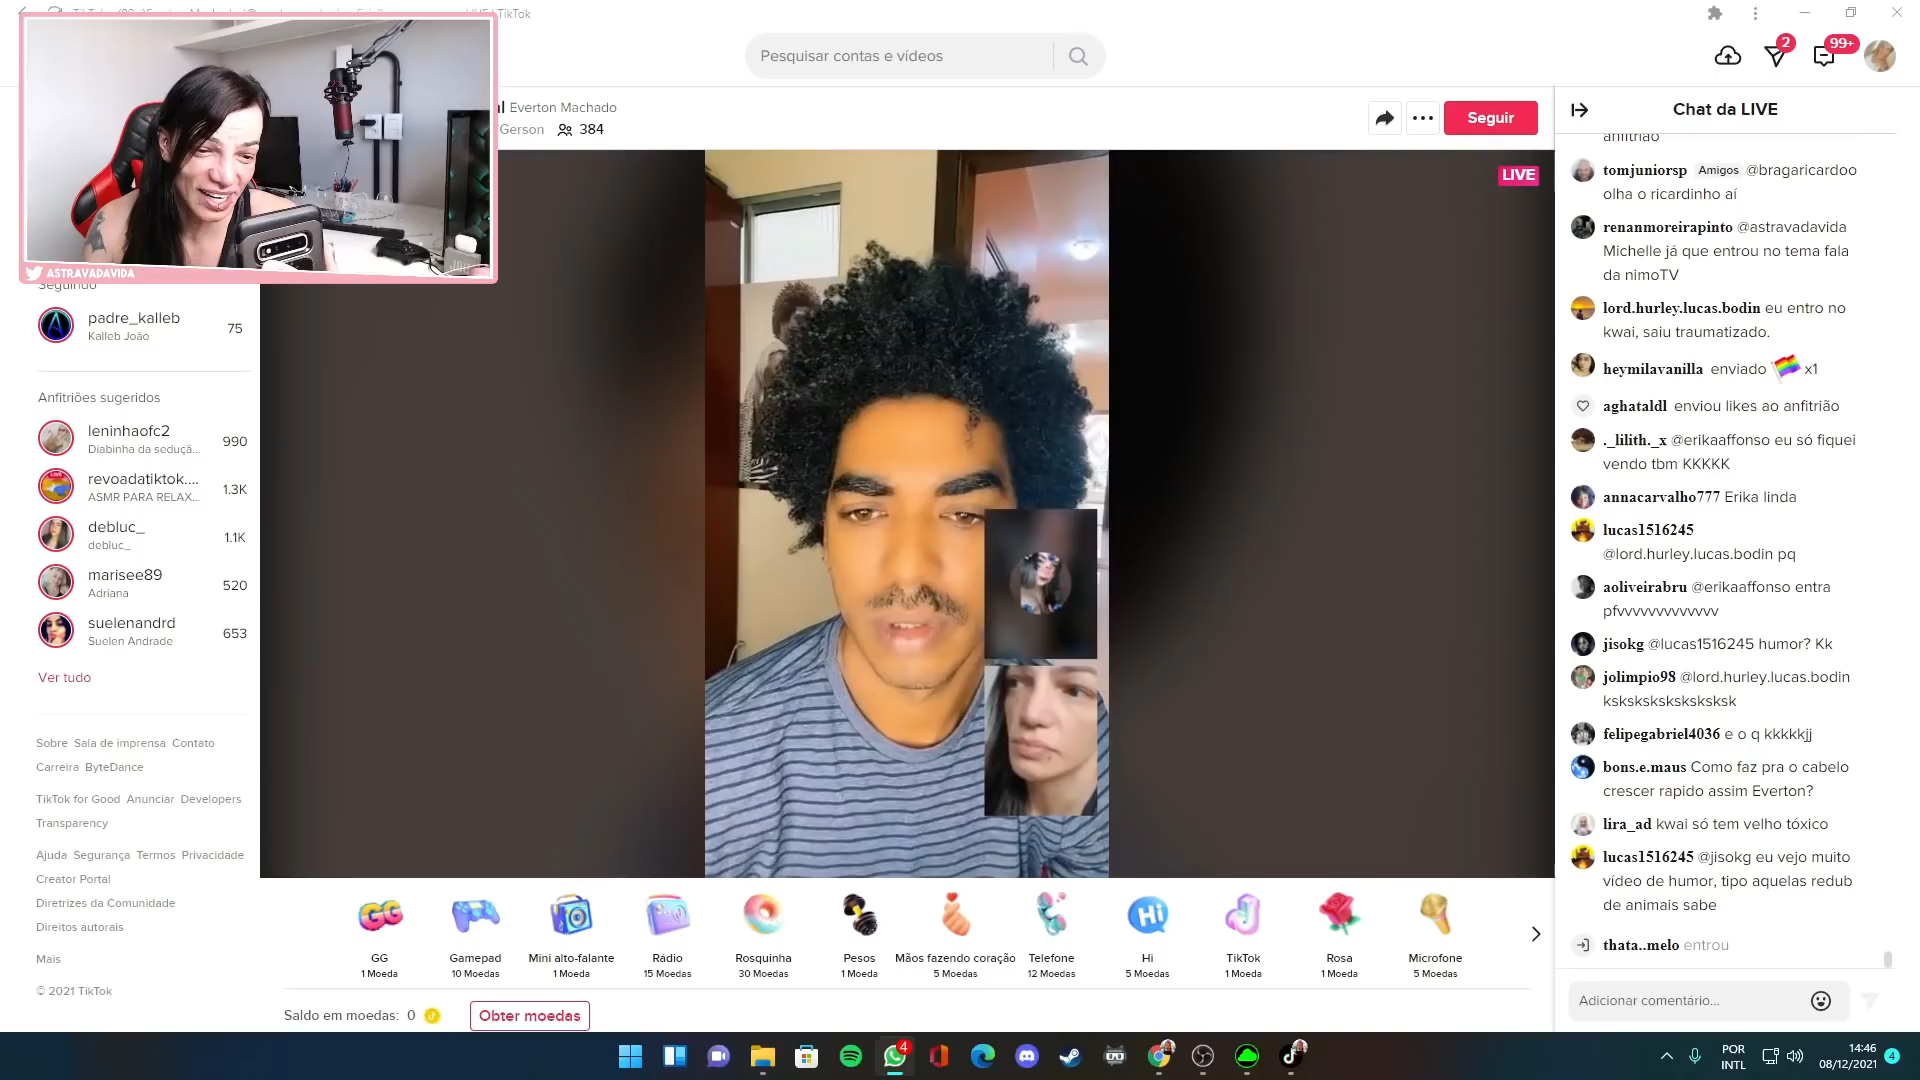 TikTok
Pesquisar contas e vídeos
2
99+
ASTRAVADAVIDA
Everton Machado
Gerson 384
Seguir
Chat da LIVE
LIVE
Seguindo
padre_kalleb
Kalleb João
75
Anfitriões sugeridos
leninhaofc2
Diabinha da seduçã...
990
revoadatiktok....
ASMR PARA RELAX...
1.3K
debluc_
debluc_
1.1K
marisee89
Adriana
520
suelenandrd
Suelen Andrade
653
Ver tudo
Sobre Sala de imprensa Contato
Carreira ByteDance
TikTok for Good Anunciar Developers
Transparency
Ajuda Segurança Termos Privacidade
Creator Portal
Diretrizes da Comunidade
Direitos autorais
Mais
© 2021 TikTok
anfitrião
tomjuniorsp Amigos @bragaricardoo
olha o ricardinho aí
renanmoreirapinto @astravadavida
Michelle já que entrou no tema fala
da nimoTV
lord.hurley.lucas.bodin eu entro no
kwai, saiu traumatizado.
heymilavanilla enviado x1
aghataldl enviou likes ao anfitrião
._lilith._x @erikaaffonso eu só fiquei
vendo tbm KKKKK
annacarvalho777 Erika linda
lucas1516245
@lord.hurley.lucas.bodin pq
aoliveirabru @erikaaffonso entra
pfvvvvvvvvvvvvv
jisokg @lucas1516245 humor? Kk
jolimpio98 @lord.hurley.lucas.bodin
ksksksksksksksksk
felipegabriel4036 e o q kkkkkjj
bons.e.maus Como faz pra o cabelo
crescer rapido assim Everton?
lira_ad kwai só tem velho tóxico
lucas1516245 @jisokg eu vejo muito
vídeo de humor, tipo aquelas redub
de animais sabe
thata..melo entrou
Adicionar comentário...
GG
GG
1 Moeda
Gamepad
10 Moedas
Mini alto-falante
1 Moeda
Rádio
15 Moedas
Rosquinha
30 Moedas
Pesos
1 Moeda
Mãos fazendo coração
5 Moedas
Telefone
12 Moedas
Hi
Hi
5 Moedas
TikTok
1 Moeda
Rosa
1 Moeda
Microfone
5 Moedas
Saldo em moedas: 0
Obter moedas
4
POR
INTL
14:46
08/12/2021
4